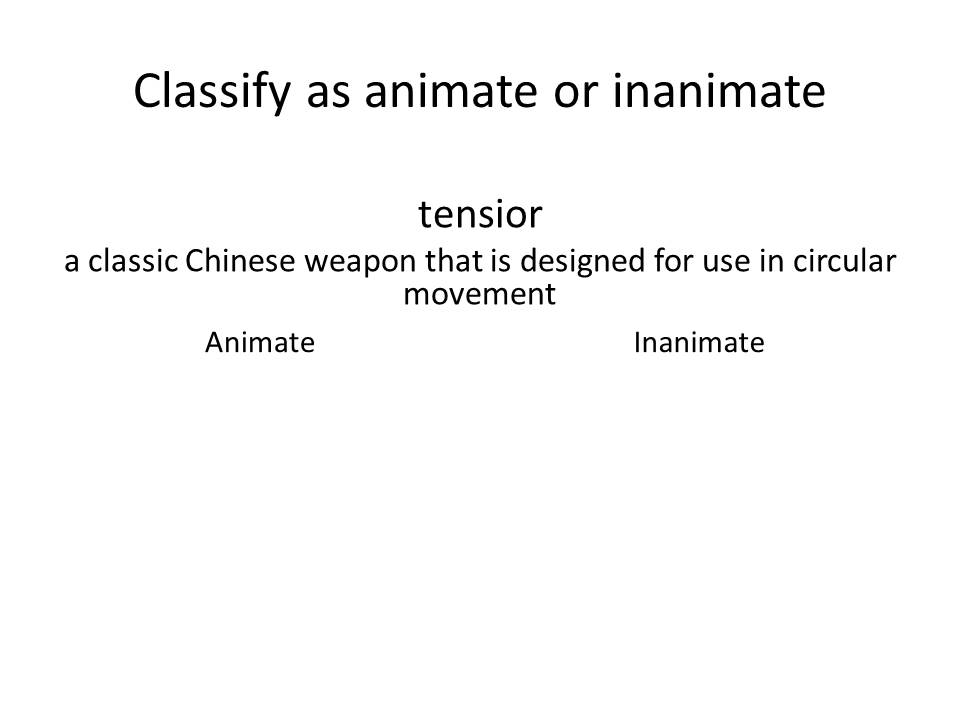 Classify as animate or inanimate
tensior
a classic Chinese weapon that is designed for use in circular
movement
Animate Inanimate